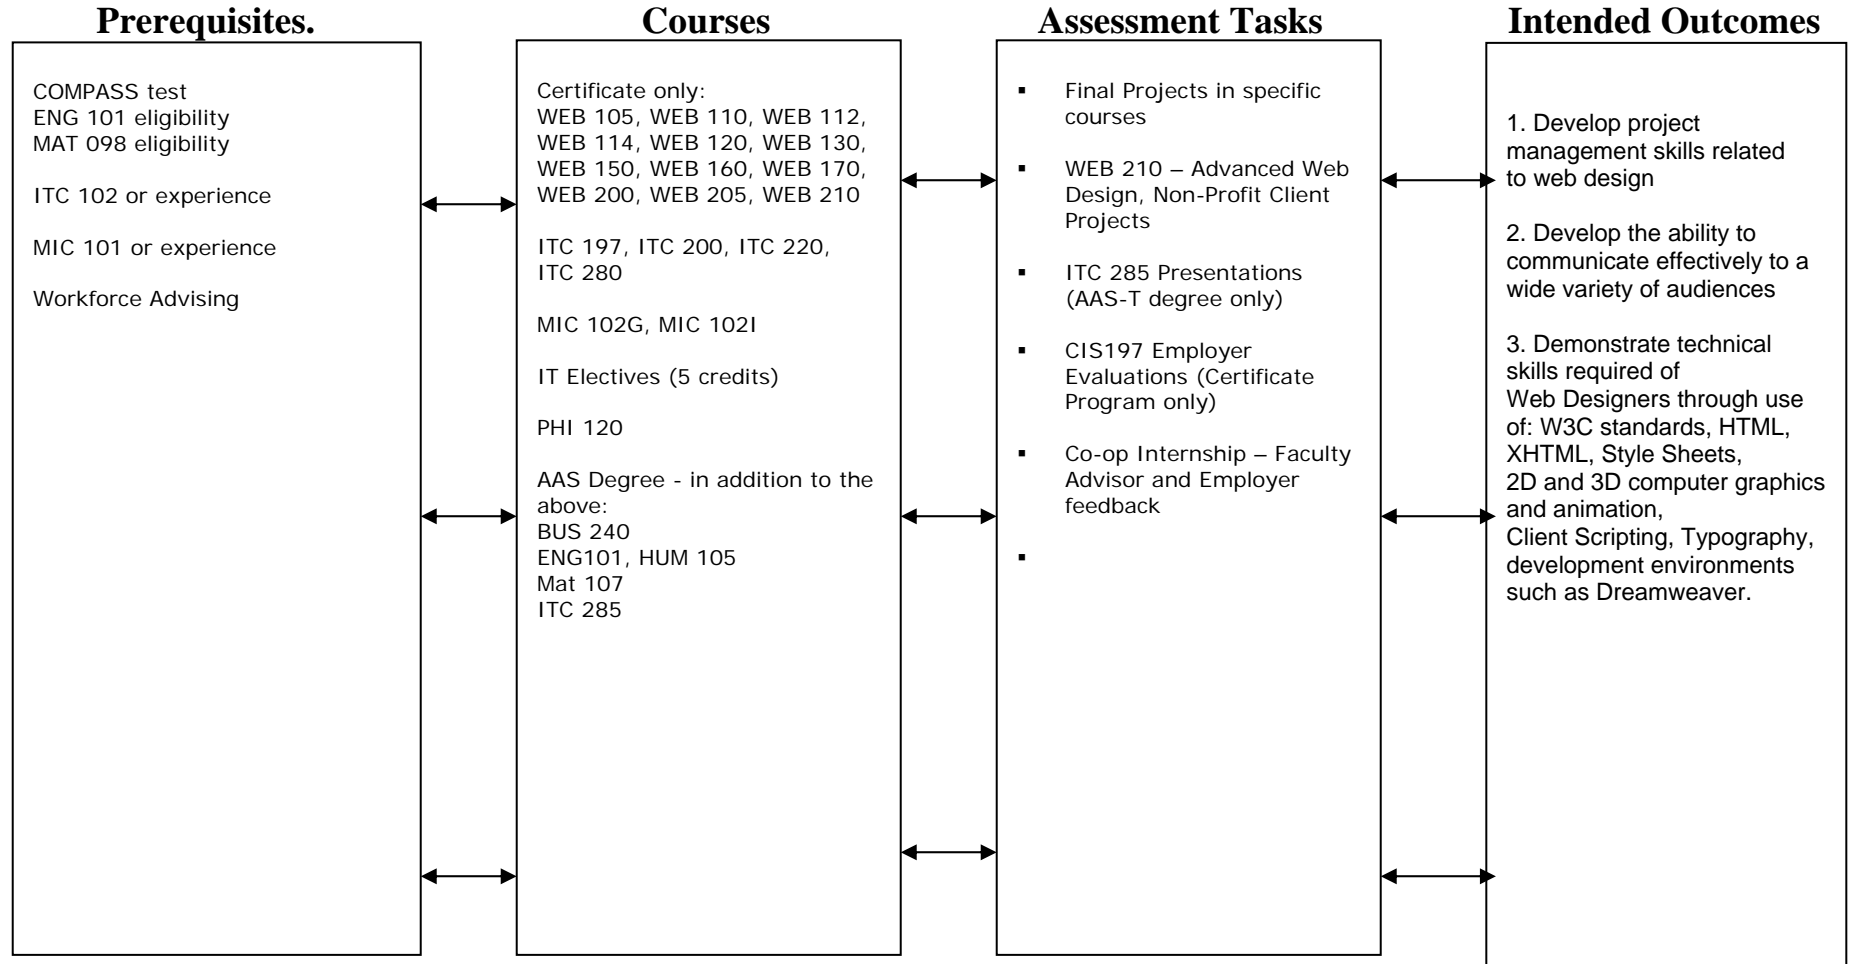 Prerequisites.
COMPASS test
ENG 101 eligibility
MAT 098 eligibility
ITC 102 or experience
MIC 101 or experience
Workforce Advising
Courses
Certificate only:
WEB 105, WEB 110, WEB 112,
WEB 114, WEB 120, WEB 130,
WEB 150, WEB 160, WEB 170,
WEB 200, WEB 205, WEB 210
ITC 197, ITC 200, ITC 220,
ITC 280
MIC 102G, MIC 102I
IT Electives (5 credits)
PHI 120
AAS Degree - in addition to the
above:
BUS 240
ENG101, HUM 105
Mat 107
ITC 285
Assessment Tasks
▪ Final Projects in specific
courses
▪ WEB 210 – Advanced Web
Design, Non-Profit Client
Projects
▪ ITC 285 Presentations
(AAS-T degree only)
▪ CIS197 Employer
Evaluations (Certificate
Program only)
▪ Co-op Internship – Faculty
Advisor and Employer
feedback
▪
Intended Outcomes
1. Develop project
management skills related
to web design
2. Develop the ability to
communicate effectively to a
wide variety of audiences
3. Demonstrate technical
skills required of
Web Designers through use
of: W3C standards, HTML,
XHTML, Style Sheets,
2D and 3D computer graphics
and animation,
Client Scripting, Typography,
development environments
such as Dreamweaver.